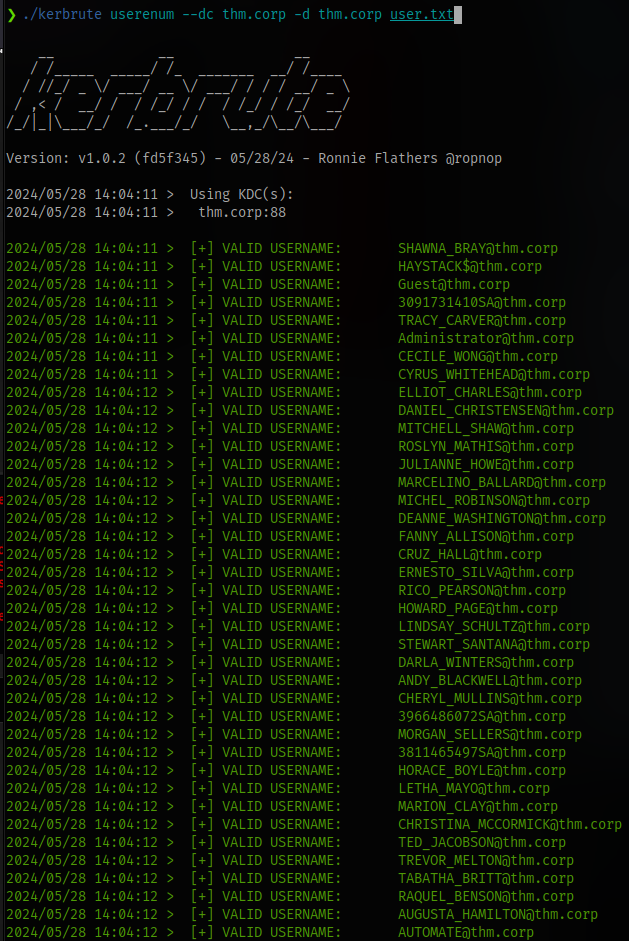 ❯ ./kerbrute userenum --dc thm.corp -d thm.corp user.txt
    __             __               __
   / /_____  _____/ /_  _______  __/ /____
  / //_/ _ \/ ___/ __ \/ ___/ / / / __/ _ \
 / ,< /  __/ /  / /_/ / /  / /_/ / /_/  __/
/_/|_|\___/_/  /_.___/_/   \__,_/\__/\___/
Version: v1.0.2 (fd5f345) - 05/28/24 - Ronnie Flathers @ropnop
2024/05/28 14:04:11 >  Using KDC(s):
2024/05/28 14:04:11 >   thm.corp:88
2024/05/28 14:04:11 >  [+] VALID USERNAME:       SHAWNA_BRAY@thm.corp
2024/05/28 14:04:11 >  [+] VALID USERNAME:       HAYSTACK$@thm.corp
2024/05/28 14:04:11 >  [+] VALID USERNAME:       Guest@thm.corp
2024/05/28 14:04:11 >  [+] VALID USERNAME:       3091731410SA@thm.corp
2024/05/28 14:04:11 >  [+] VALID USERNAME:       TRACY_CARVER@thm.corp
2024/05/28 14:04:11 >  [+] VALID USERNAME:       Administrator@thm.corp
2024/05/28 14:04:11 >  [+] VALID USERNAME:       CECILE_WONG@thm.corp
2024/05/28 14:04:11 >  [+] VALID USERNAME:       CYRUS_WHITEHEAD@thm.corp
2024/05/28 14:04:12 >  [+] VALID USERNAME:       ELLIOT_CHARLES@thm.corp
2024/05/28 14:04:12 >  [+] VALID USERNAME:       DANIEL_CHRISTENSEN@thm.corp
2024/05/28 14:04:12 >  [+] VALID USERNAME:       MITCHELL_SHAW@thm.corp
2024/05/28 14:04:12 >  [+] VALID USERNAME:       ROSLYN_MATHIS@thm.corp
2024/05/28 14:04:12 >  [+] VALID USERNAME:       JULIANNE_HOWE@thm.corp
2024/05/28 14:04:12 >  [+] VALID USERNAME:       MARCELINO_BALLARD@thm.corp
2024/05/28 14:04:12 >  [+] VALID USERNAME:       MICHEL_ROBINSON@thm.corp
2024/05/28 14:04:12 >  [+] VALID USERNAME:       DEANNE_WASHINGTON@thm.corp
2024/05/28 14:04:12 >  [+] VALID USERNAME:       FANNY_ALLISON@thm.corp
2024/05/28 14:04:12 >  [+] VALID USERNAME:       CRUZ_HALL@thm.corp
2024/05/28 14:04:12 >  [+] VALID USERNAME:       ERNESTO_SILVA@thm.corp
2024/05/28 14:04:12 >  [+] VALID USERNAME:       RICO_PEARSON@thm.corp
2024/05/28 14:04:12 >  [+] VALID USERNAME:       HOWARD_PAGE@thm.corp
2024/05/28 14:04:12 >  [+] VALID USERNAME:       LINDSAY_SCHULTZ@thm.corp
2024/05/28 14:04:12 >  [+] VALID USERNAME:       STEWART_SANTANA@thm.corp
2024/05/28 14:04:12 >  [+] VALID USERNAME:       DARLA_WINTERS@thm.corp
2024/05/28 14:04:12 >  [+] VALID USERNAME:       ANDY_BLACKWELL@thm.corp
2024/05/28 14:04:12 >  [+] VALID USERNAME:       CHERYL_MULLINS@thm.corp
2024/05/28 14:04:12 >  [+] VALID USERNAME:       3966486072SA@thm.corp
2024/05/28 14:04:12 >  [+] VALID USERNAME:       MORGAN_SELLERS@thm.corp
2024/05/28 14:04:12 >  [+] VALID USERNAME:       3811465497SA@thm.corp
2024/05/28 14:04:12 >  [+] VALID USERNAME:       HORACE_BOYLE@thm.corp
2024/05/28 14:04:12 >  [+] VALID USERNAME:       LETHA_MAYO@thm.corp
2024/05/28 14:04:12 >  [+] VALID USERNAME:       MARION_CLAY@thm.corp
2024/05/28 14:04:12 >  [+] VALID USERNAME:       CHRISTINA_MCCORMICK@thm.corp
2024/05/28 14:04:12 >  [+] VALID USERNAME:       TED_JACOBSON@thm.corp
2024/05/28 14:04:12 >  [+] VALID USERNAME:       TREVOR_MELTON@thm.corp
2024/05/28 14:04:12 >  [+] VALID USERNAME:       TABATHA_BRITT@thm.corp
2024/05/28 14:04:12 >  [+] VALID USERNAME:       RAQUEL_BENSON@thm.corp
2024/05/28 14:04:12 >  [+] VALID USERNAME:       AUGUSTA_HAMILTON@thm.corp
2024/05/28 14:04:12 >  [+] VALID USERNAME:       AUTOMATE@thm.corp